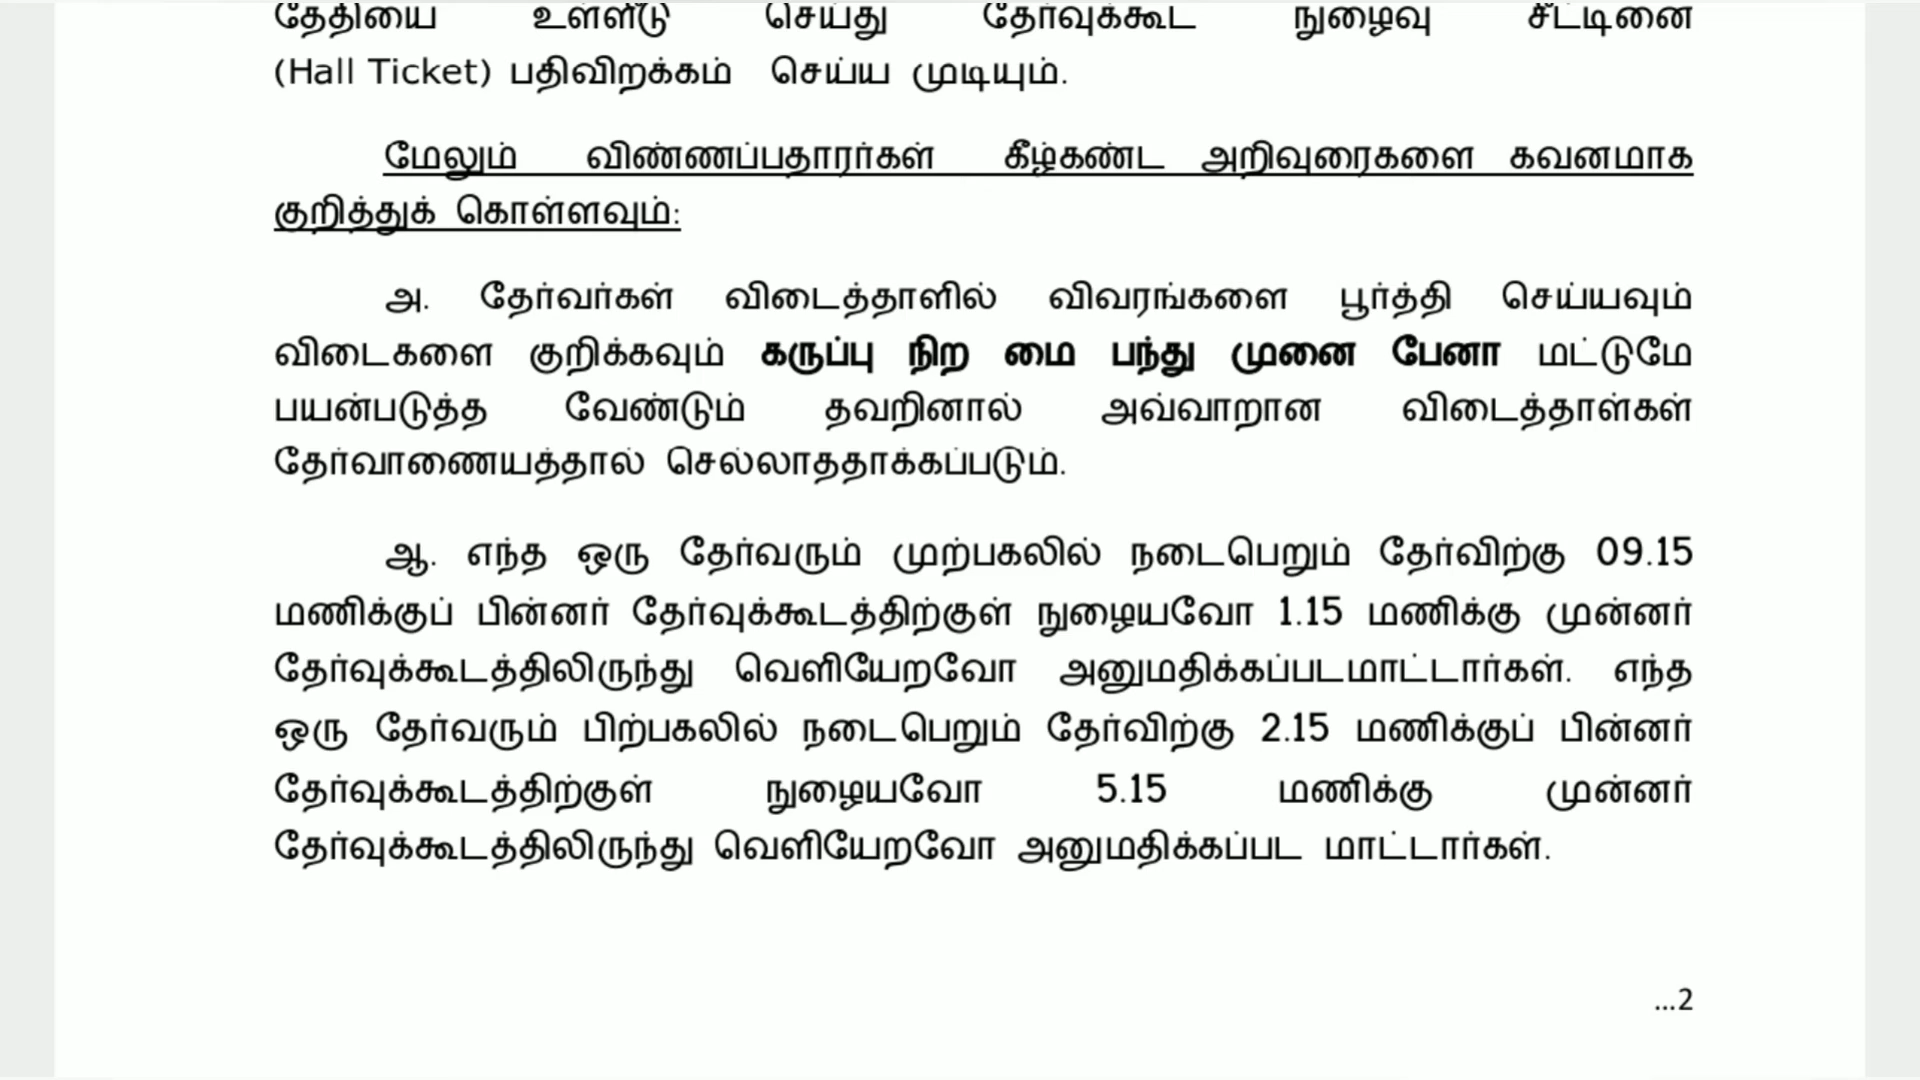 தேதியை உள்ளீடு செய்து தேர்வுக்கூட நுழைவு சீட்டினை
(Hall Ticket) பதிவிறக்கம் செய்ய முடியும்.
மேலும் விண்ணப்பதாரர்கள் கீழ்கண்ட அறிவுரைகளை கவனமாக
குறித்துக் கொள்ளவும்:
அ. தேர்வர்கள் விடைத்தாளில் விவரங்களை பூர்த்தி செய்யவும்
விடைகளை குறிக்கவும் கருப்பு நிற மை பந்து முனை பேனா மட்டுமே
பயன்படுத்த வேண்டும் தவறினால் அவ்வாறான விடைத்தாள்கள்
தேர்வாணையத்தால் செல்லாததாக்கப்படும்.
ஆ. எந்த ஒரு தேர்வரும் முற்பகலில் நடைபெறும் தேர்விற்கு 09.15
மணிக்குப் பின்னர் தேர்வுக்கூடத்திற்குள் நுழையவோ 1.15 மணிக்கு முன்னர்
தேர்வுக்கூடத்திலிருந்து வெளியேறவோ அனுமதிக்கப்படமாட்டார்கள். எந்த
ஒரு தேர்வரும் பிற்பகலில் நடைபெறும் தேர்விற்கு 2.15 மணிக்குப் பின்னர்
தேர்வுக்கூடத்திற்குள் நுழையவோ 5.15 மணிக்கு முன்னர்
தேர்வுக்கூடத்திலிருந்து வெளியேறவோ அனுமதிக்கப்பட மாட்டார்கள்.
...2